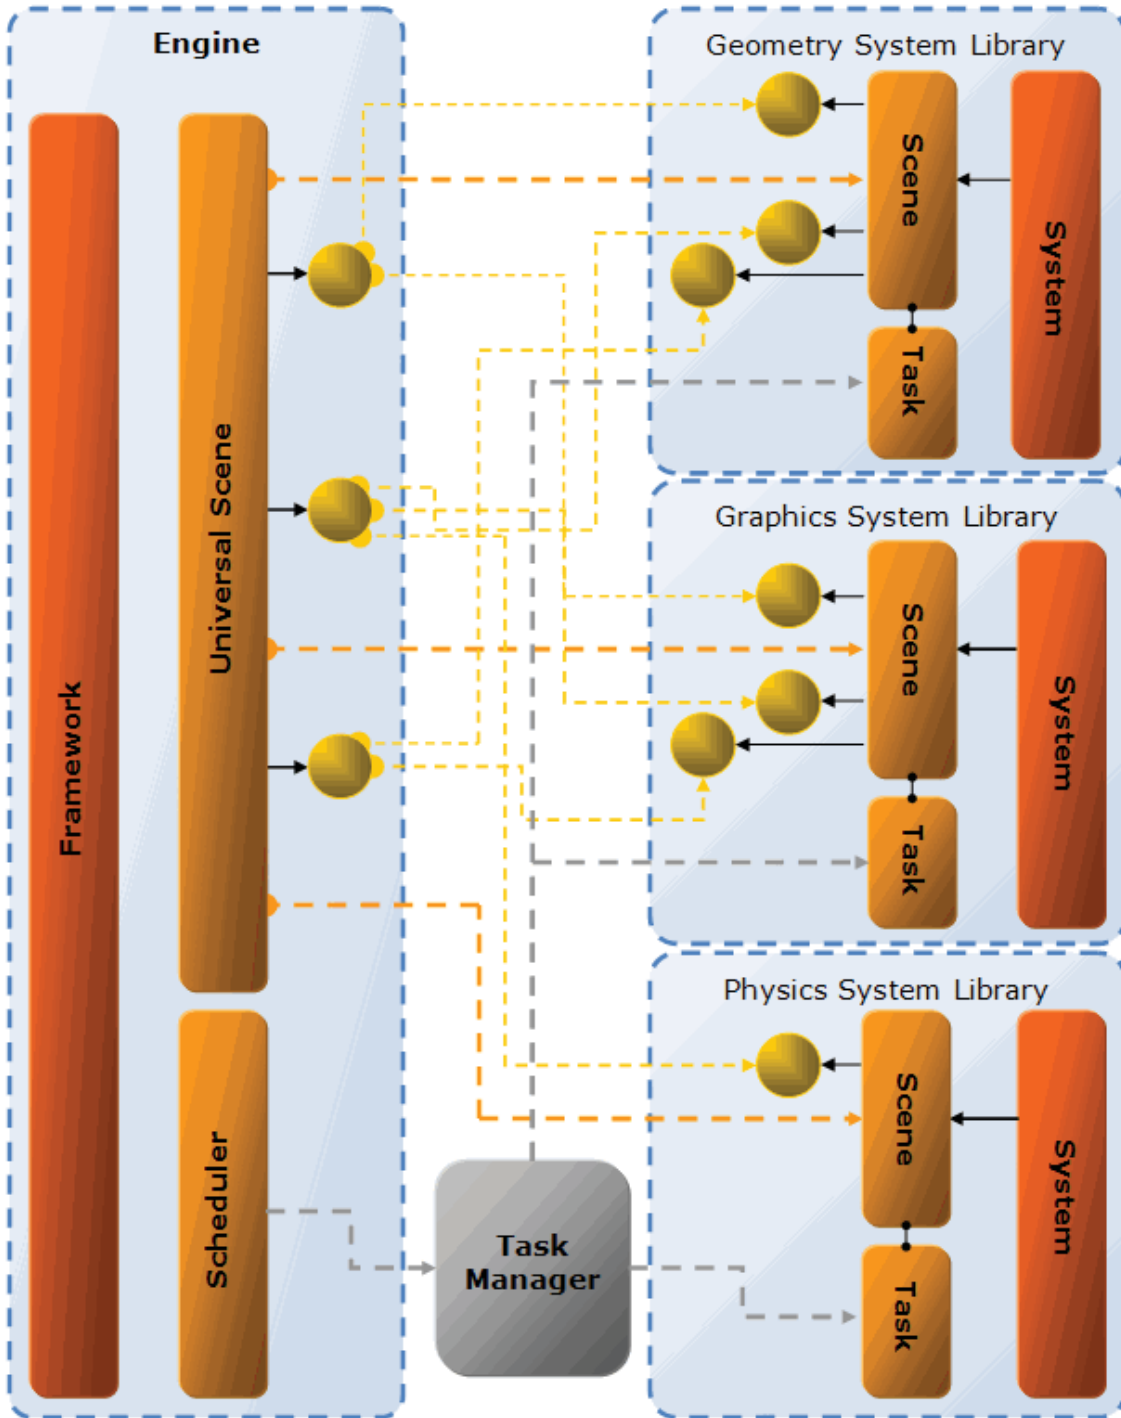 Engine
Framework
Universal Scene
Scheduler
Task
Manager
Geometry System Library
Scene
Task
System
Graphics System Library
Scene
Task
System
Physics System Library
Scene
Task
System